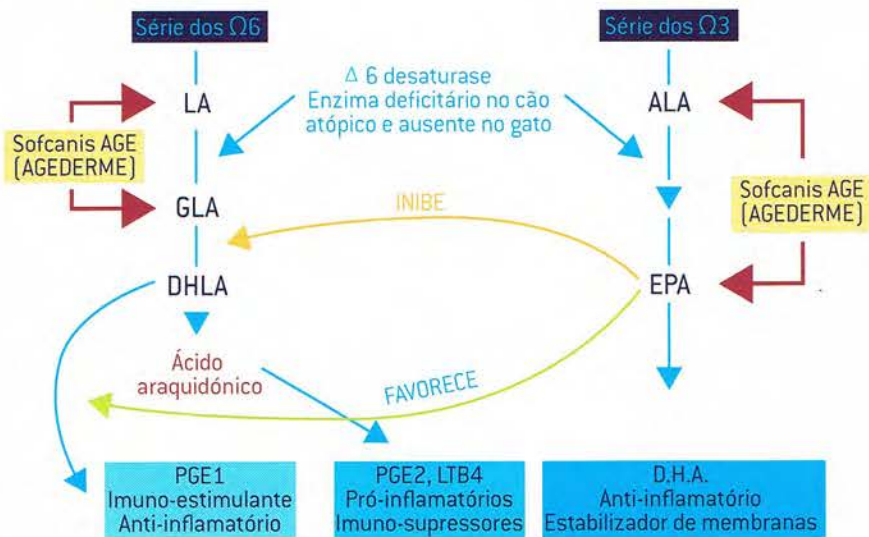 Série dos Ω6
Série dos Ω3
Δ 6 desaturase
Enzima deficitário no cão
atópico e ausente no gato
LA
ALA
Sofcanis AGE
(AGEDERME)
Sofcanis AGE
(AGEDERME)
GLA
INIBE
DHLA
EPA
Ácido
araquidónico
FAVORECE
PGE1
Imuno-estimulante
Anti-inflamatório
PGE2, LTB4
Pró-inflamatórios
Imuno-supressores
D.H.A.
Anti-inflamatório
Estabilizador de membranas